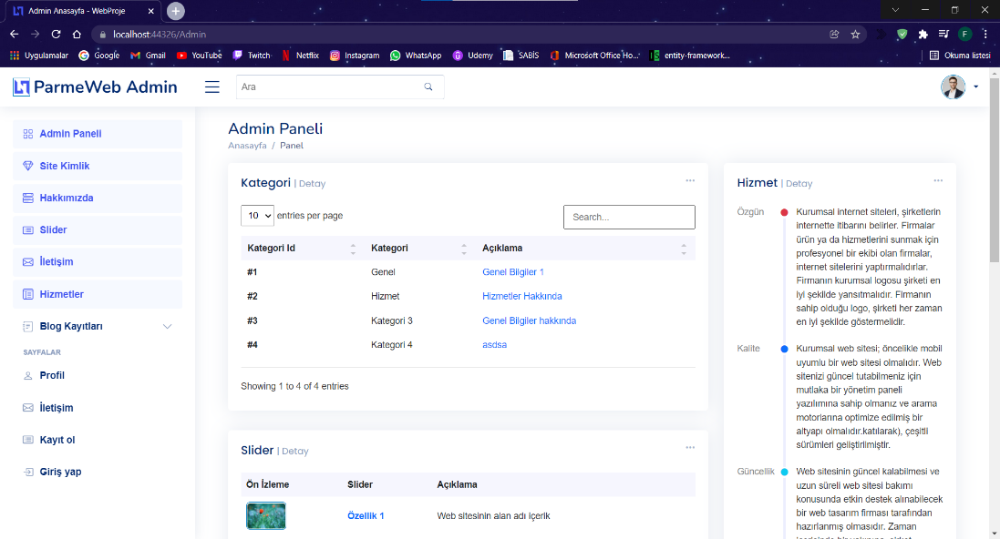 Admin Anasayfa - WebProje
localhost:44326/Admin
F
Uygulamalar Google Gmail YouTube Twitch Netflix Instagram WhatsApp Udemy SABİS Microsoft Office Ho... entity-framework... Okuma listesi
ParmeWeb Admin
Ara
Admin Paneli
Site Kimlik
Hakkımızda
Slider
İletişim
Hizmetler
Blog Kayıtları
SAYFALAR
Profil
İletişim
Kayıt ol
Giriş yap
Admin Paneli
Anasayfa / Panel
Kategori | Detay
10 entries per page
Search...
Kategori Id Kategori Açıklama
#1 Genel Genel Bilgiler 1
#2 Hizmet Hizmetler Hakkında
#3 Kategori 3 Genel Bilgiler hakkında
#4 Kategori 4 asdsa
Showing 1 to 4 of 4 entries
Slider | Detay
Ön İzleme Slider Açıklama
Özellik 1 Web sitesinin alan adı içerik
Hizmet | Detay
Özgün
Kurumsal internet siteleri, şirketlerin
internette itibarını belirler. Firmalar
ürün ya da hizmetlerini sunmak için
profesyonel bir ekibi olan firmalar,
internet sitelerini yaptırmalıdırlar.
Firmanın kurumsal logosu şirketi en
iyi şekilde yansıtmalıdır. Firmanın
sahip olduğu logo, şirketi her zaman
en iyi şekilde göstermelidir.
Kalite
Kurumsal web sitesi; öncelikle mobil
uyumlu bir web sitesi olmalıdır. Web
sitenizi güncel tutabilmeniz için
mutlaka bir yönetim paneli
yazılımına sahip olmanız ve arama
motorlarına optimize edilmiş bir
altyapı olmalıdır.katılarak), çeşitli
sürümleri geliştirilmiştir.
Güncellik
Web sitesinin güncel kalabilmesi ve
uzun süreli web sitesi bakımı
konusunda etkin destek alınabilecek
bir web tasarım firması tarafından
hazırlanmış olmasıdır. Zaman